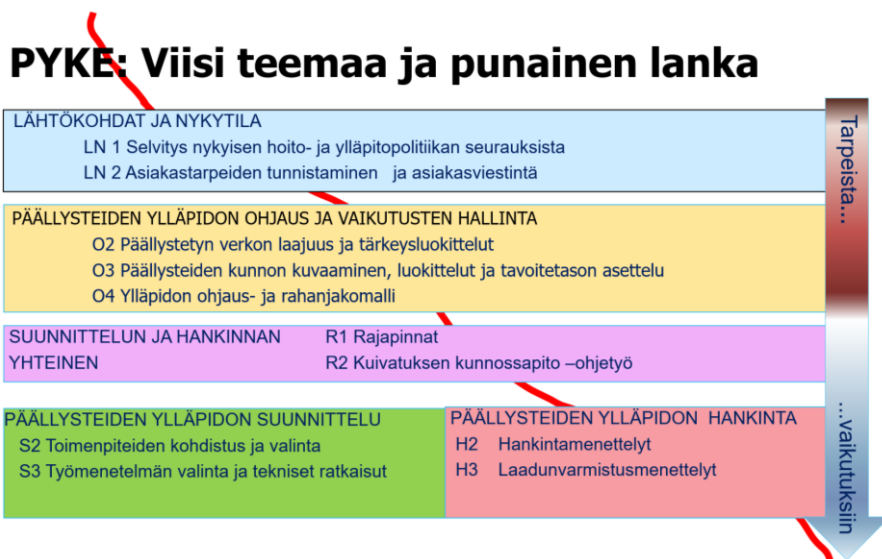 PYKE: Viisi teemaa ja punainen lanka
LÄHTÖKOHDAT JA NYKYTILA
LN 1 Selvitys nykyisen hoito- ja ylläpitopolitiikan seurauksista
LN 2 Asiakastarpeiden tunnistaminen ja asiakasviestintä
PÄÄLLYSTEIDEN YLLÄPIDON OHJAUS JA VAIKUTUSTEN HALLINTA
O2 Päällystetyn verkon laajuus ja tärkeysluokittelut
O3 Päällysteiden kunnon kuvaaminen, luokittelut ja tavoitetason asettelu
O4 Ylläpidon ohjaus- ja rahanjakomalli
SUUNNITTELUN JA HANKINNAN
YHTEINEN
R1 Rajapinnat
R2 Kuivatuksen kunnossapito –ohjetyö
PÄÄLLYSTEIDEN YLLÄPIDON SUUNNITTELU
S2 Toimenpiteiden kohdistus ja valinta
S3 Työmenetelmän valinta ja tekniset ratkaisut
PÄÄLLYSTEIDEN YLLÄPIDON HANKINTA
H2 Hankintamenettelyt
H3 Laadunvarmistusmenettelyt
Tarpeista...
...vaikutuksiin